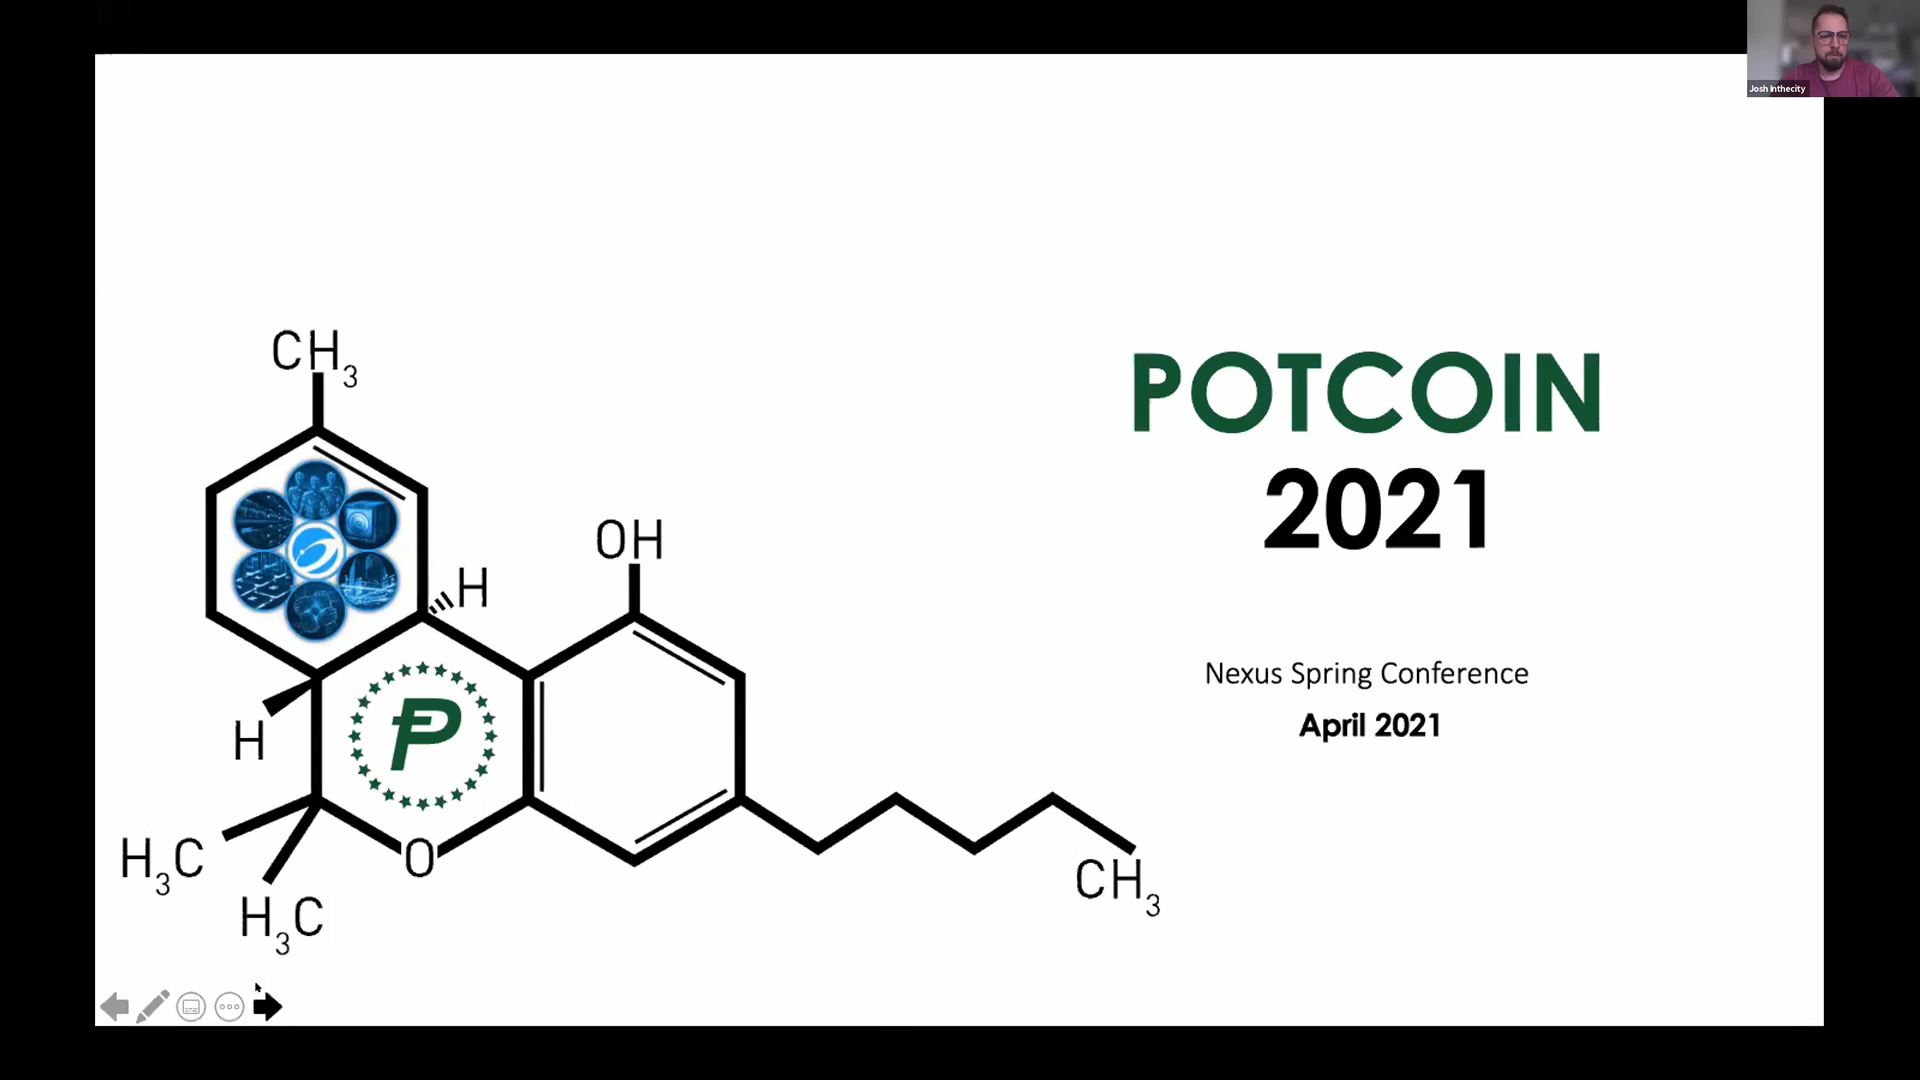 Josh Inthecity
POTCOIN
2021
Nexus Spring Conference
April 2021
CH3
OH
H
H
P
H3C
O
H3C
CH3